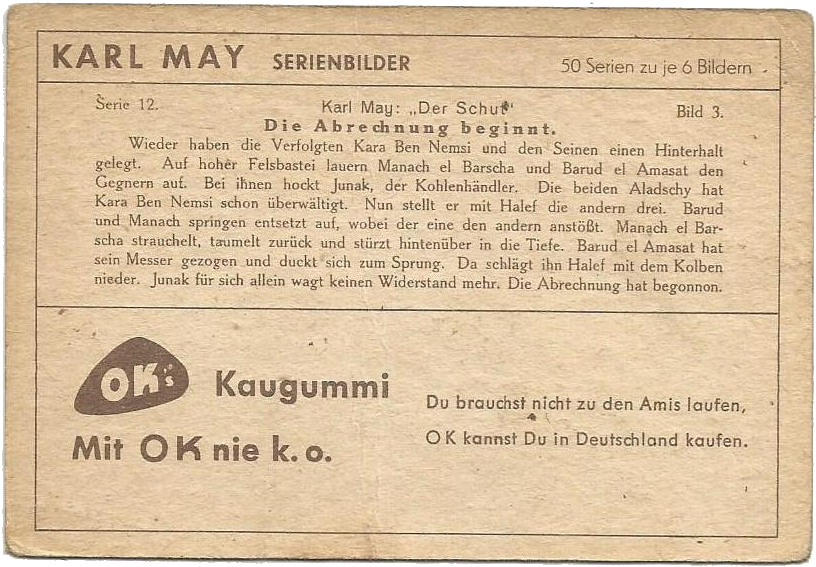 KARL MAY SERIENBILDER 50 Serien zu je 6 Bildern
Serie 12. Karl May: „Der Schut“ Bild 3.
Die Abrechnung beginnt.
Wieder haben die Verfolgten Kara Ben Nemsi und den Seinen einen Hinterhalt
gelegt. Auf hoher Felsbastei lauern Manach el Barscha und Barud el Amasat den
Gegnern auf. Bei ihnen hockt Junak, der Kohlenhändler. Die beiden Aladschy hat
Kara Ben Nemsi schon überwältigt. Nun stellt er mit Halef die andern drei. Barud
und Manach springen entsetzt auf, wobei der eine den andern anstößt. Manach el Bar-
scha strauchelt, taumelt zurück und stürzt hintenüber in die Tiefe. Barud el Amasat hat
sein Messer gezogen und duckt sich zum Sprung. Da schlägt ihn Halef mit dem Kolben
nieder. Junak für sich allein wagt keinen Widerstand mehr. Die Abrechnung hat begonnon.
OK's Kaugummi
Mit OK nie k. o.
Du brauchst nicht zu den Amis laufen,
OK kannst Du in Deutschland kaufen.